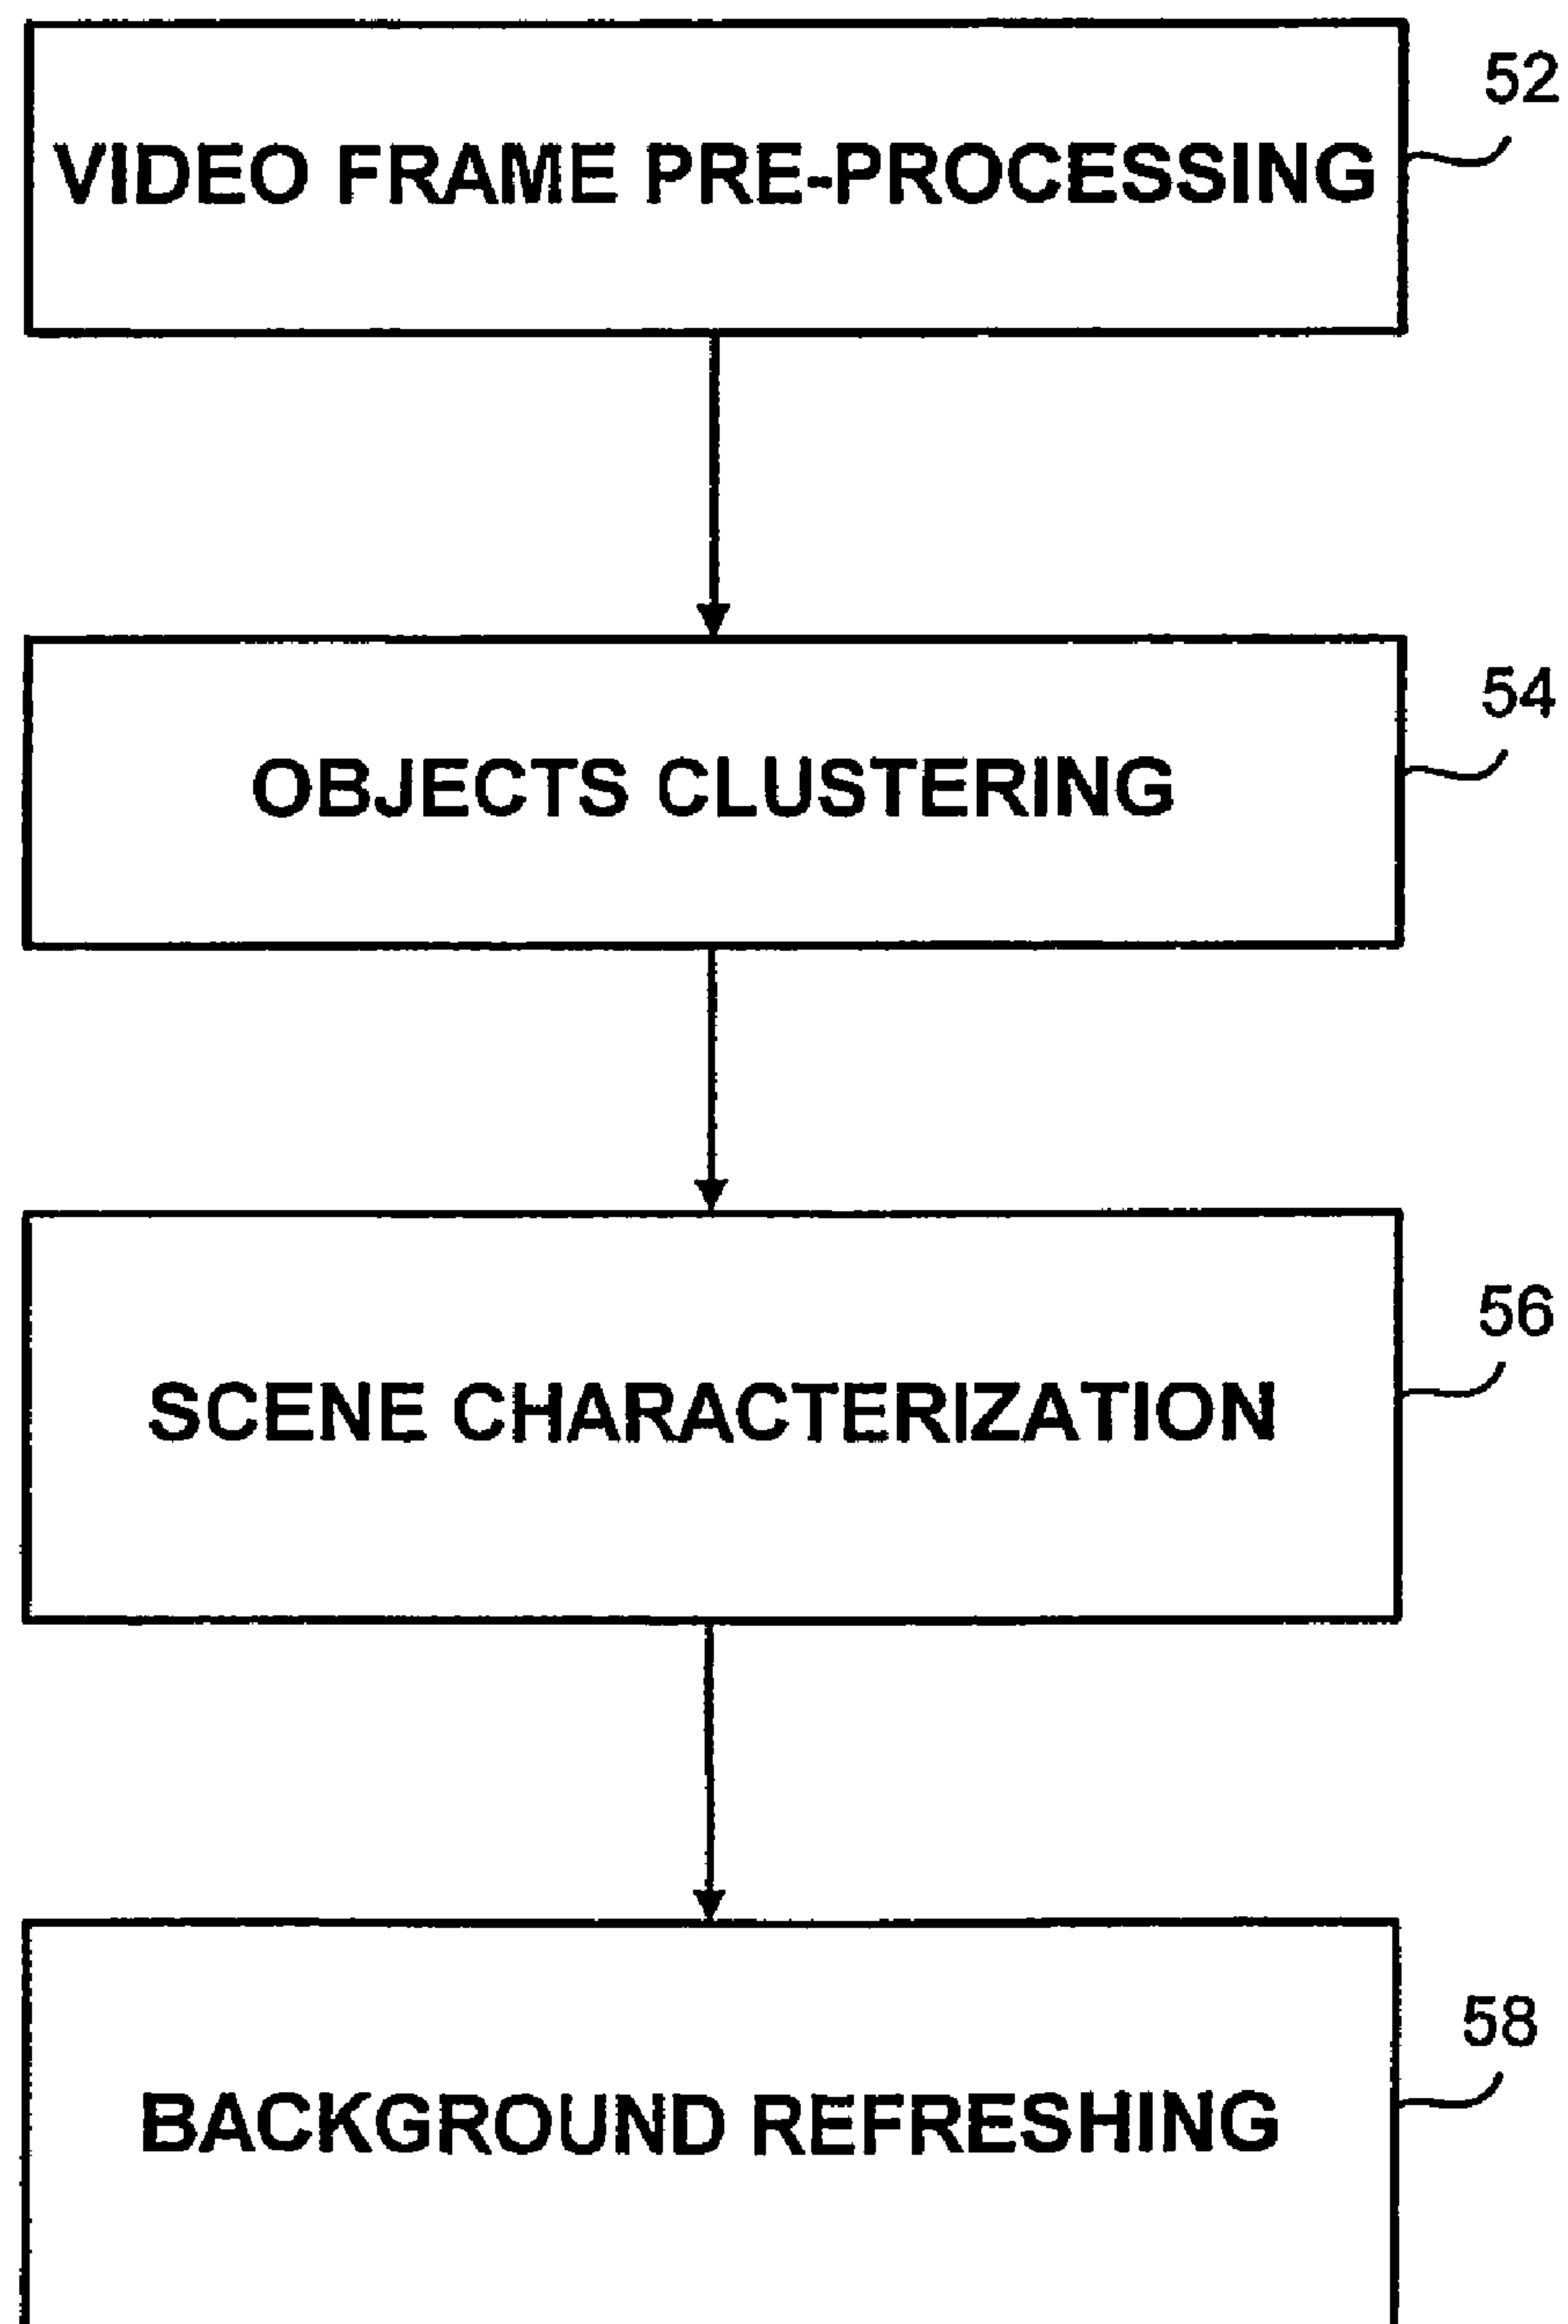 52
VIDEO FRAME PRE-PROCESSING
54
OBJECTS CLUSTERING
56
SCENE CHARACTERIZATION
58
BACKGROUND REFRESHING